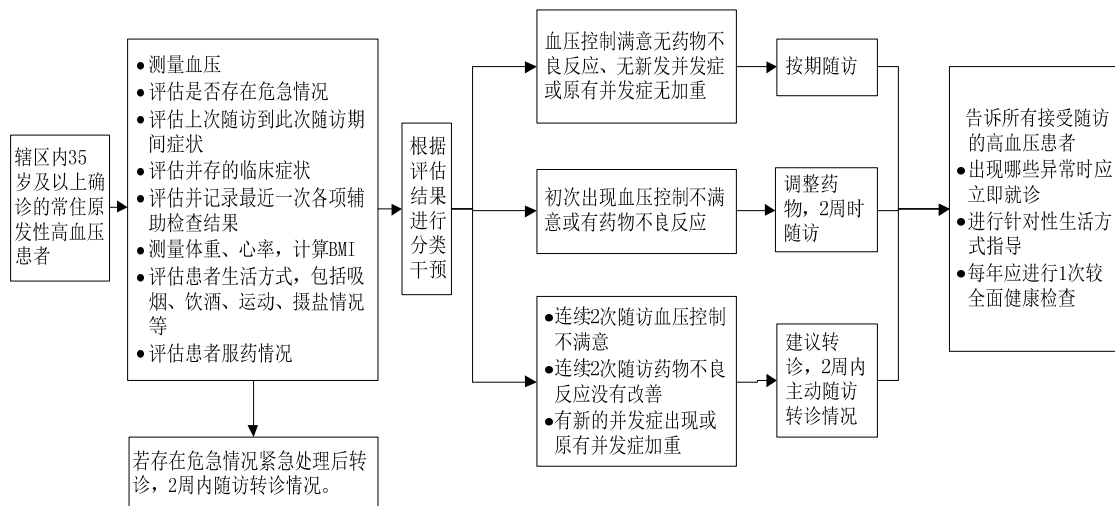 辖区内35
岁及以上确
诊的常住原
发性高血压
患者
●测量血压
●评估是否存在危急情况
●评估上次随访到此次随访期
间症状
●评估并存的临床症状
●评估并记录最近一次各项辅
助检查结果
●测量体重、心率，计算BMI
●评估患者生活方式，包括吸
烟、饮酒、运动、摄盐情况
等
●评估患者服药情况
若存在危急情况紧急处理后转
诊，2周内随访转诊情况。
根据
评估
结果
进行
分类
干预
血压控制满意无药物不
良反应、无新发并发症
或原有并发症无加重
按期随访
初次出现血压控制不满
意或有药物不良反应
调整药
物，2周时
随访
●连续2次随访血压控制
不满意
●连续2次随访药物不良
反应没有改善
●有新的并发症出现或
原有并发症加重
建议转
诊，2周内
主动随访
转诊情况
告诉所有接受随访
的高血压患者
●出现哪些异常时应
立即就诊
●进行针对性生活方
式指导
●每年应进行1次较
全面健康检查